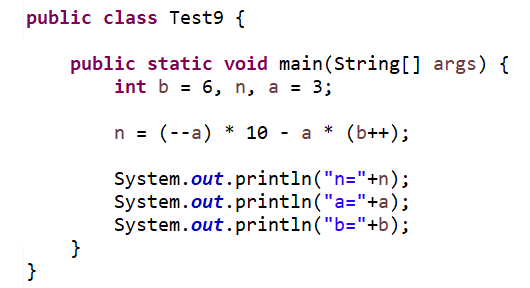 public class Test9 {
public static void main(String[] args) {
int b = 6, n, a = 3;
n = (--a) * 10 - a * (b++);
System.out.println("n="+n);
System.out.println("a="+a);
System.out.println("b="+b);
}
}